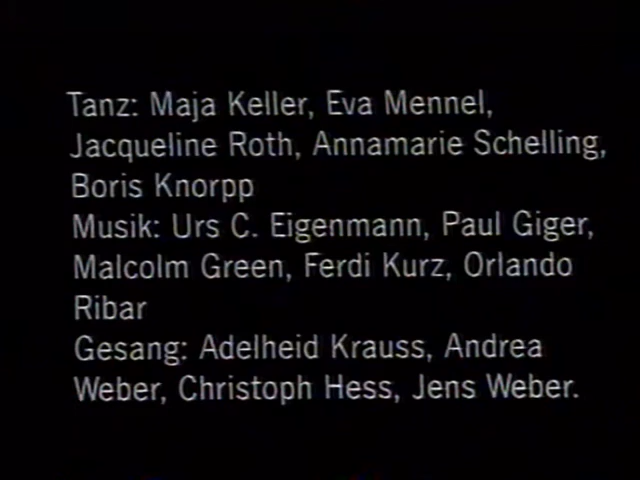 Tanz: Maja Keller, Eva Mennel,
Jacqueline Roth, Annamarie Schelling,
Boris Knorpp
Musik: Urs C. Eigenmann, Paul Giger,
Malcolm Green, Ferdi Kurz, Orlando
Ribar
Gesang: Adelheid Krauss, Andrea
Weber, Christoph Hess, Jens Weber.